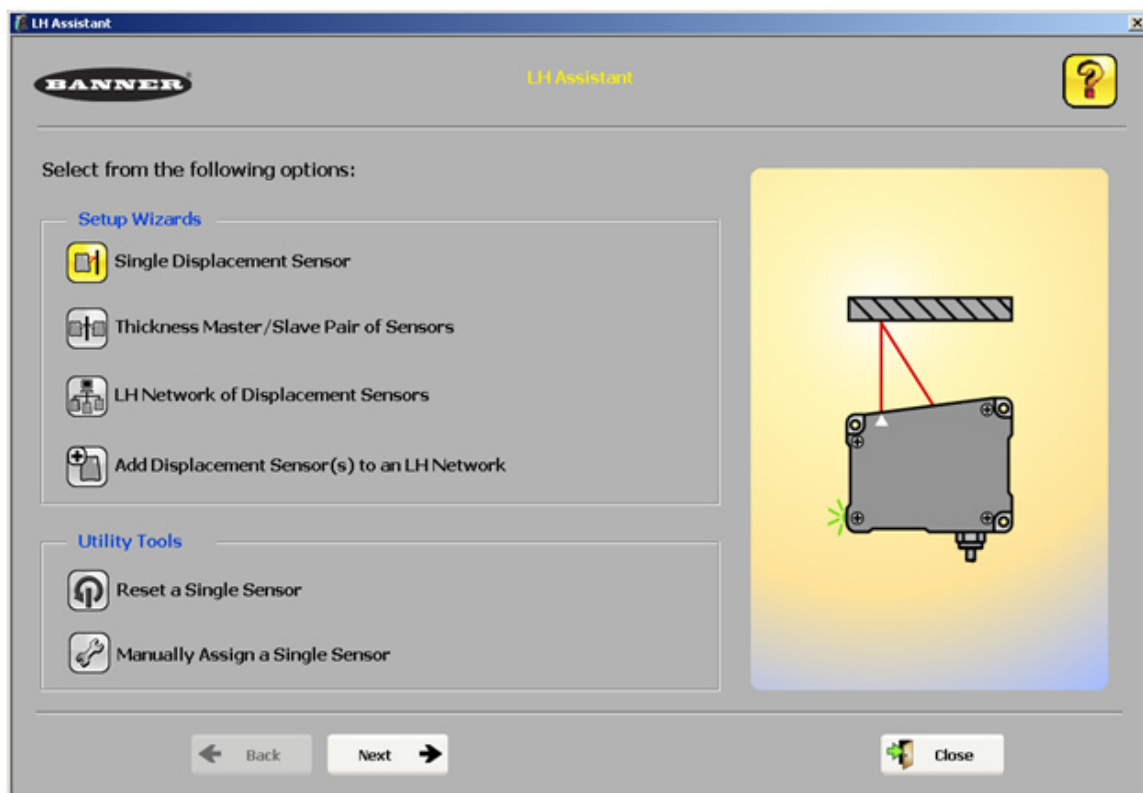 LH Assistant
BANNER
LH Assistant
?
Select from the following options:
Setup Wizards
Single Displacement Sensor
Thickness Master/Slave Pair of Sensors
LH Network of Displacement Sensors
Add Displacement Sensor(s) to an LH Network
Utility Tools
Reset a Single Sensor
Manually Assign a Single Sensor
Back
Next
Close